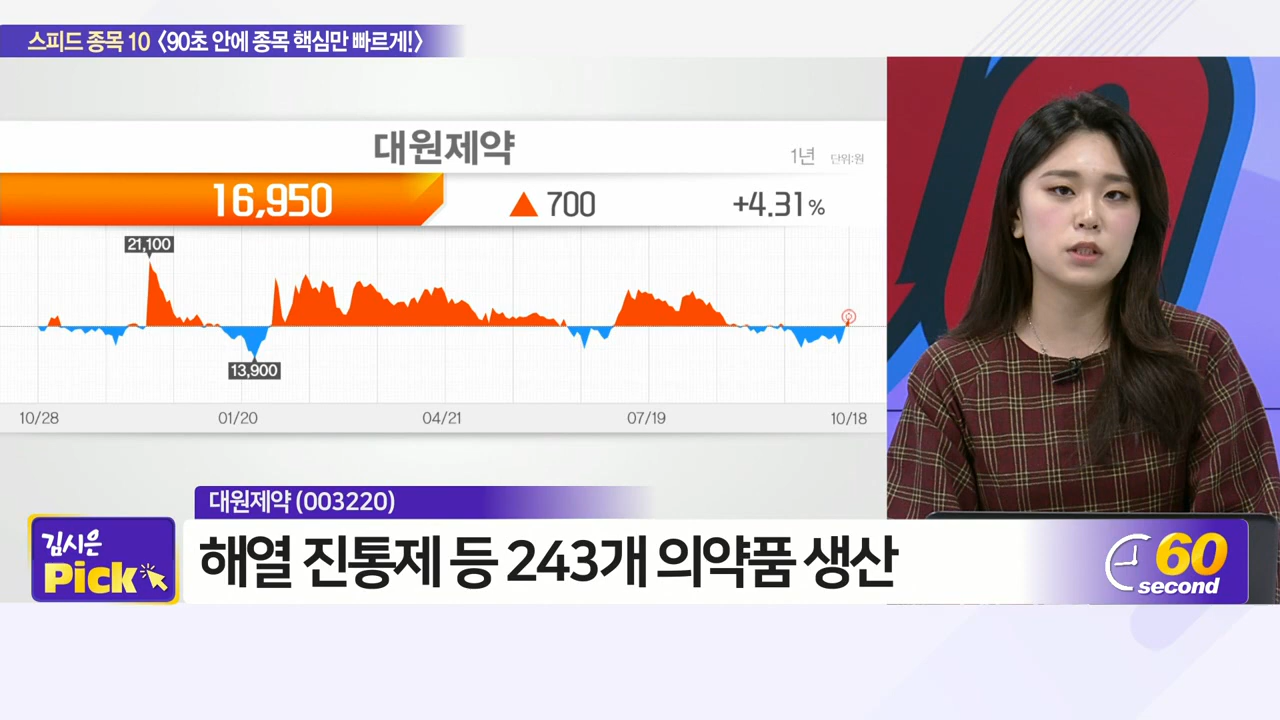 스피드 종목 10 〈90초 안에 종목 핵심만 빠르게!〉
대원제약
1년 단위:원
16,950 ▲ 700 +4.31%
21,100
13,900
10/28 01/20 04/21 07/19 10/18
대원제약 (003220)
김시은
Pick
해열 진통제 등 243개 의약품 생산
60
second